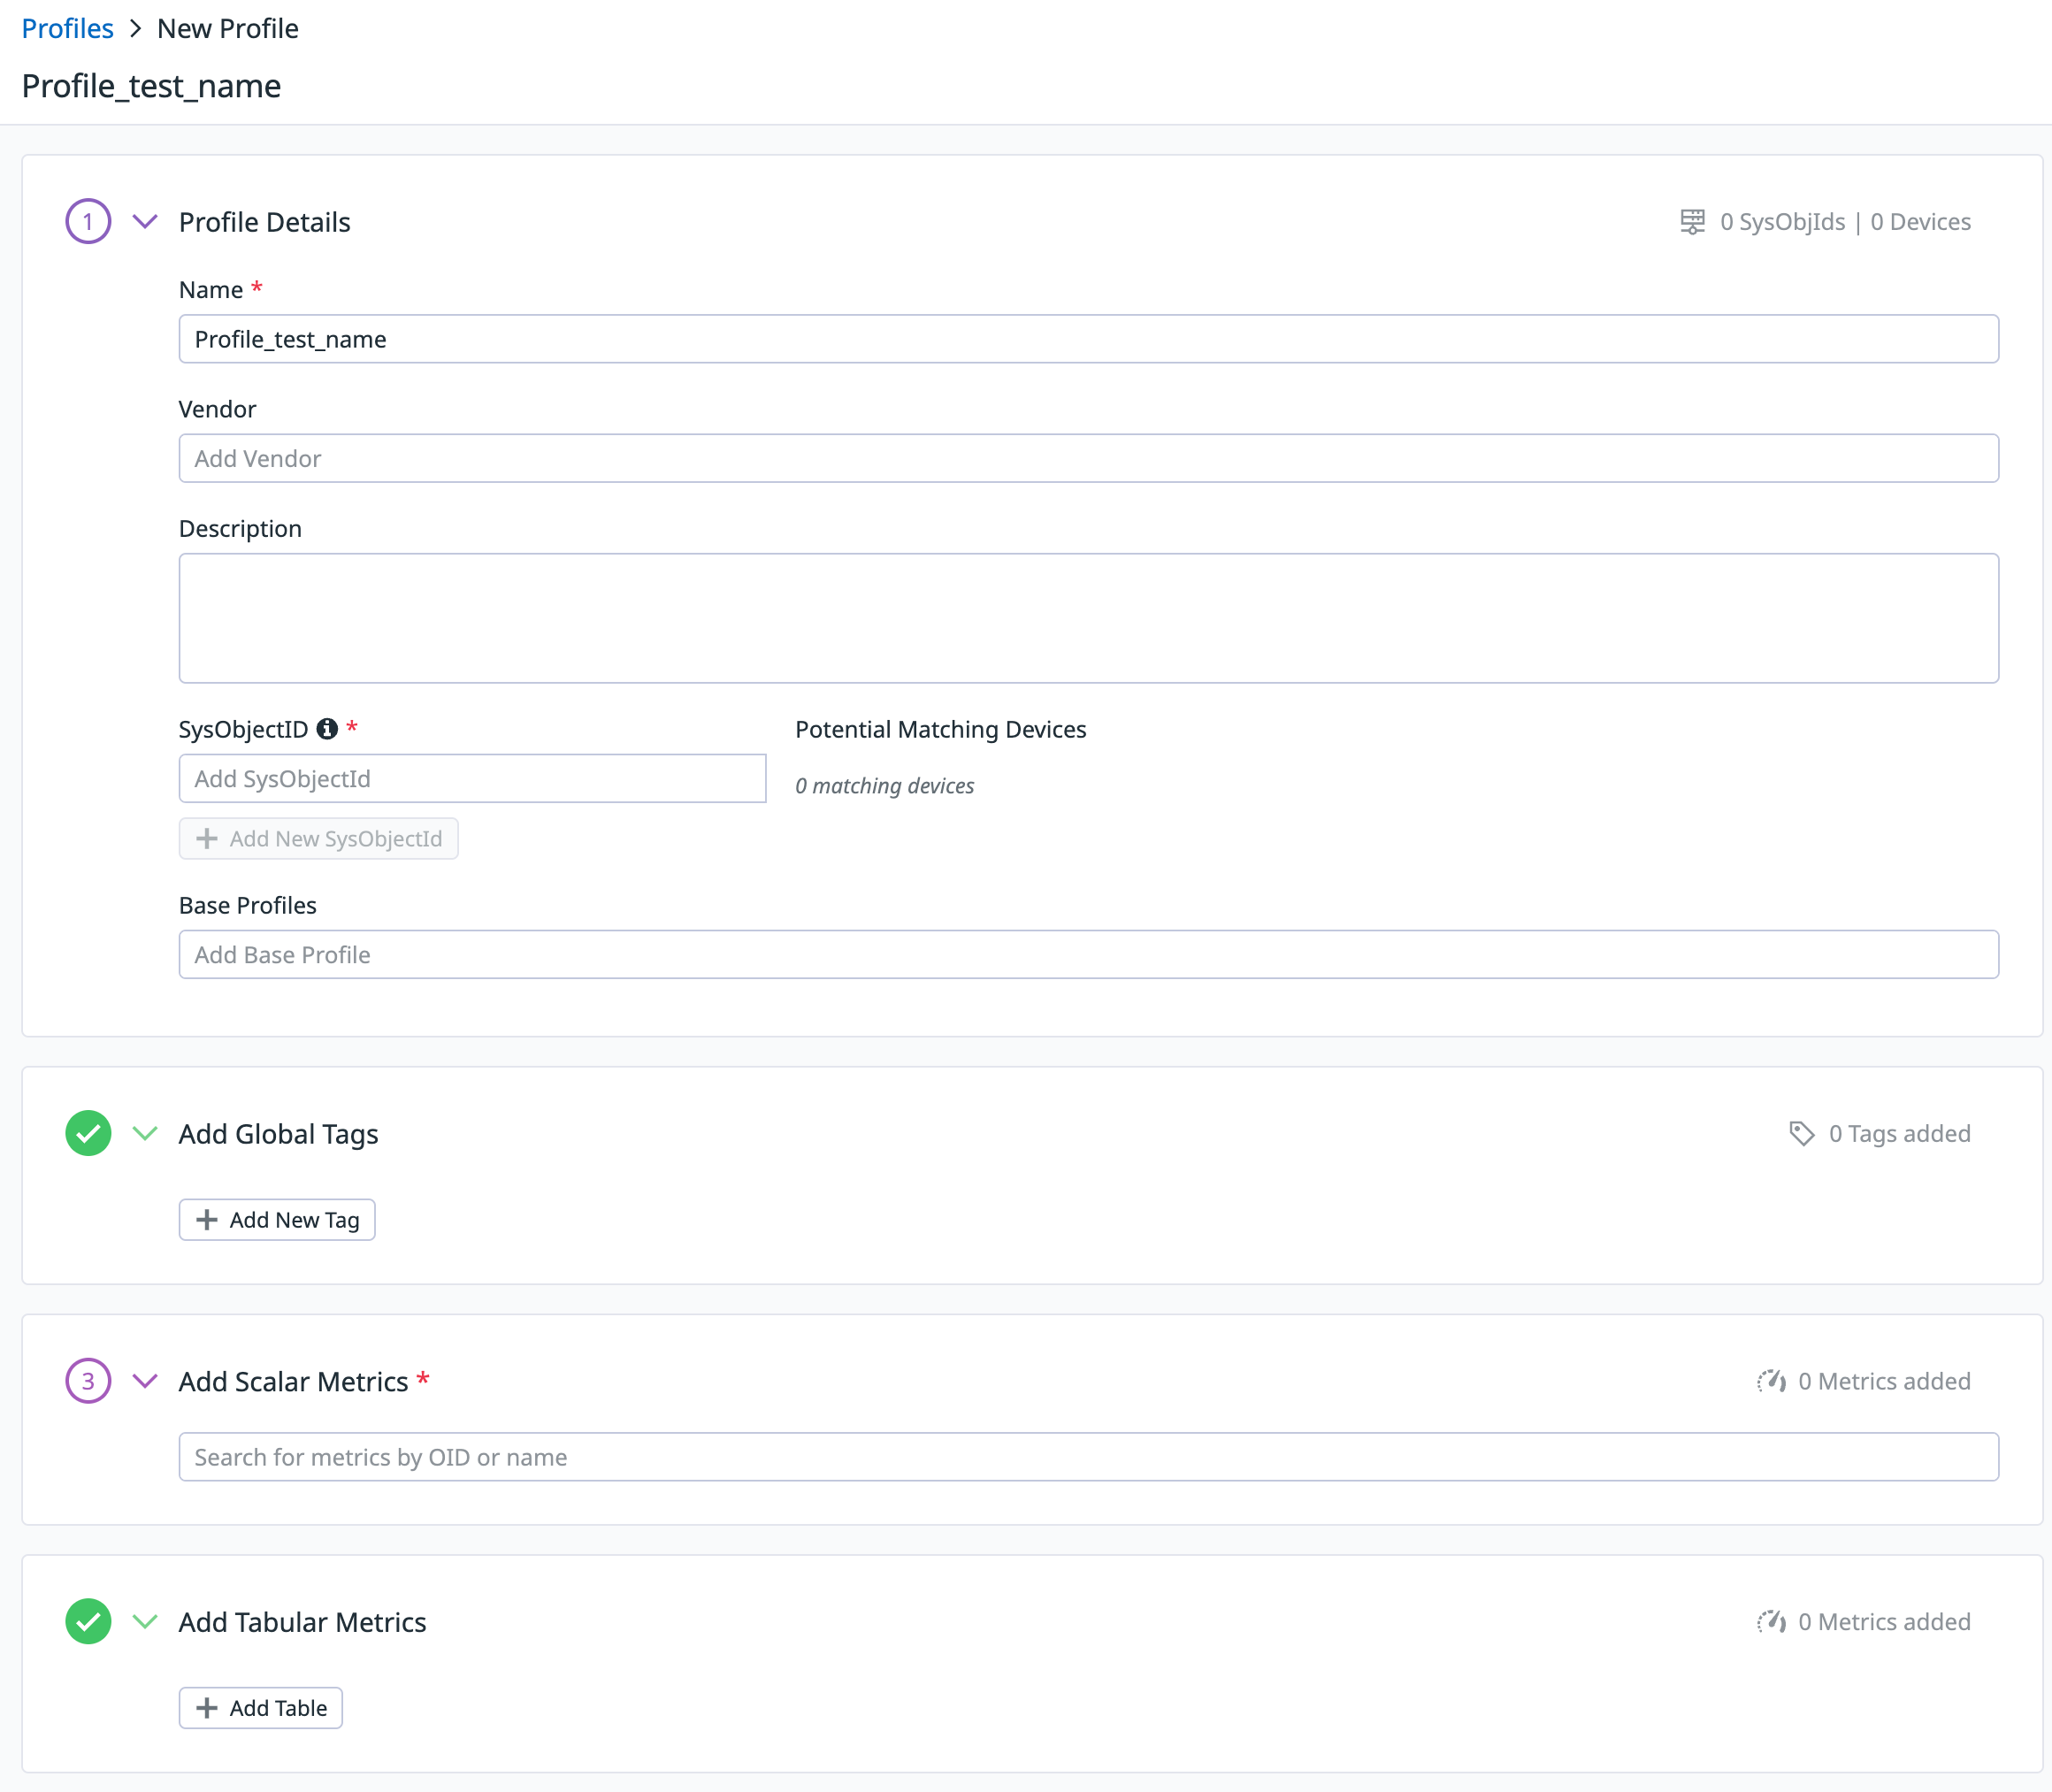 Profiles > New Profile
Profile_test_name
1 Profile Details 0 SysObjIds | 0 Devices
Name *
Profile_test_name
Vendor
Add Vendor
Description
SysObjectID * Potential Matching Devices
Add SysObjectId 0 matching devices
+ Add New SysObjectId
Base Profiles
Add Base Profile
Add Global Tags 0 Tags added
+ Add New Tag
3 Add Scalar Metrics * 0 Metrics added
Search for metrics by OID or name
Add Tabular Metrics 0 Metrics added
+ Add Table